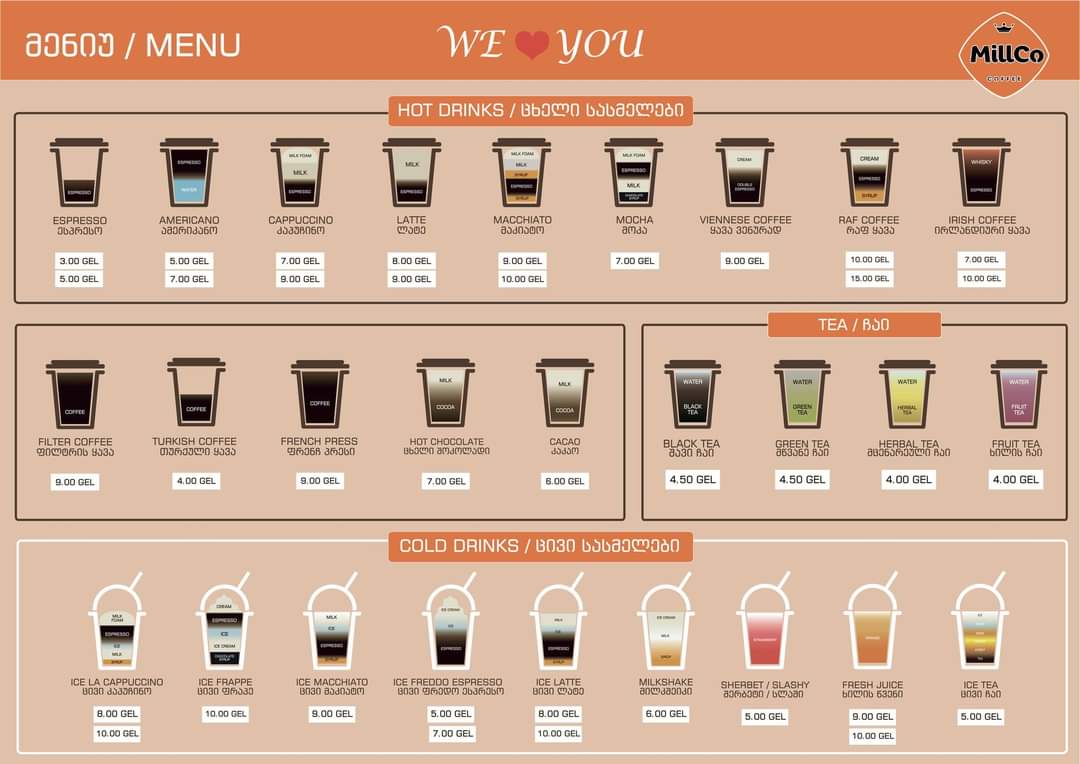 მენიუ / MENU
WE YOU
MillCo
COFFEE
HOT DRINKS / ცხელი სასმელები
ESPRESSO
ESPRESSO
ესპრესო
3.00 GEL
5.00 GEL
ESPRESSO
WATER
AMERICANO
ამერიკანო
5.00 GEL
7.00 GEL
MILK FOAM
MILK
ESPRESSO
CAPPUCCINO
კაპუჩინო
7.00 GEL
9.00 GEL
MILK
ESPRESSO
LATTE
ლატე
8.00 GEL
9.00 GEL
MILK FOAM
MILK
SYRUP
ESPRESSO
SYRUP
MACCHIATO
მაკიატო
9.00 GEL
10.00 GEL
MILK FOAM
ESPRESSO
MILK
CHOCOLATE
SYRUP
MOCHA
მოკა
7.00 GEL
CREAM
DOUBLE
ESPRESSO
VIENNESE COFFEE
ყავა ვენურად
9.00 GEL
CREAM
ESPRESSO
SYRUP
RAF COFFEE
რაფ ყავა
10.00 GEL
15.00 GEL
WHISKY
ESPRESSO
IRISH COFFEE
ირლანდიური ყავა
7.00 GEL
10.00 GEL
COFFEE
FILTER COFFEE
ფილტრის ყავა
9.00 GEL
COFFEE
TURKISH COFFEE
თურქული ყავა
4.00 GEL
COFFEE
FRENCH PRESS
ფრენჩ პრესი
9.00 GEL
MILK
COCOA
HOT CHOCOLATE
ცხელი შოკოლადი
7.00 GEL
MILK
COCOA
CACAO
კაკაო
6.00 GEL
TEA / ჩაი
WATER
BLACK
TEA
BLACK TEA
შავი ჩაი
4.50 GEL
WATER
GREEN
TEA
GREEN TEA
მწვანე ჩაი
4.50 GEL
WATER
HERBAL
TEA
HERBAL TEA
მცენარეული ჩაი
4.00 GEL
WATER
FRUIT
TEA
FRUIT TEA
ხილის ჩაი
4.00 GEL
COLD DRINKS / ცივი სასმელები
MILK
FOAM
ESPRESSO
ICE
MILK
SYRUP
ICE LA CAPPUCCINO
ცივი კაპუჩინო
8.00 GEL
10.00 GEL
CREAM
ESPRESSO
ICE
ICE CREAM
CHOCOLATE
SYRUP
ICE FRAPPE
ცივი ფრაპე
10.00 GEL
MILK
ICE
ESPRESSO
ICE MACCHIATO
ცივი მაკიატო
9.00 GEL
ICE CREAM
ICE
ESPRESSO
ICE FREDDO ESPRESSO
ცივი ფრედო ესპრესო
5.00 GEL
7.00 GEL
MILK
ICE
ESPRESSO
SYRUP
ICE LATTE
ცივი ლატე
8.00 GEL
10.00 GEL
ICE CREAM
MILK
SYRUP
MILKSHAKE
მილკშეიკი
6.00 GEL
STRAWBERRY
SHERBET / SLASHY
შერბეტი / სლაში
5.00 GEL
ORANGE
FRESH JUICE
ხილის წვენი
9.00 GEL
10.00 GEL
ICE
ICE TEA
ცივი ჩაი
5.00 GEL